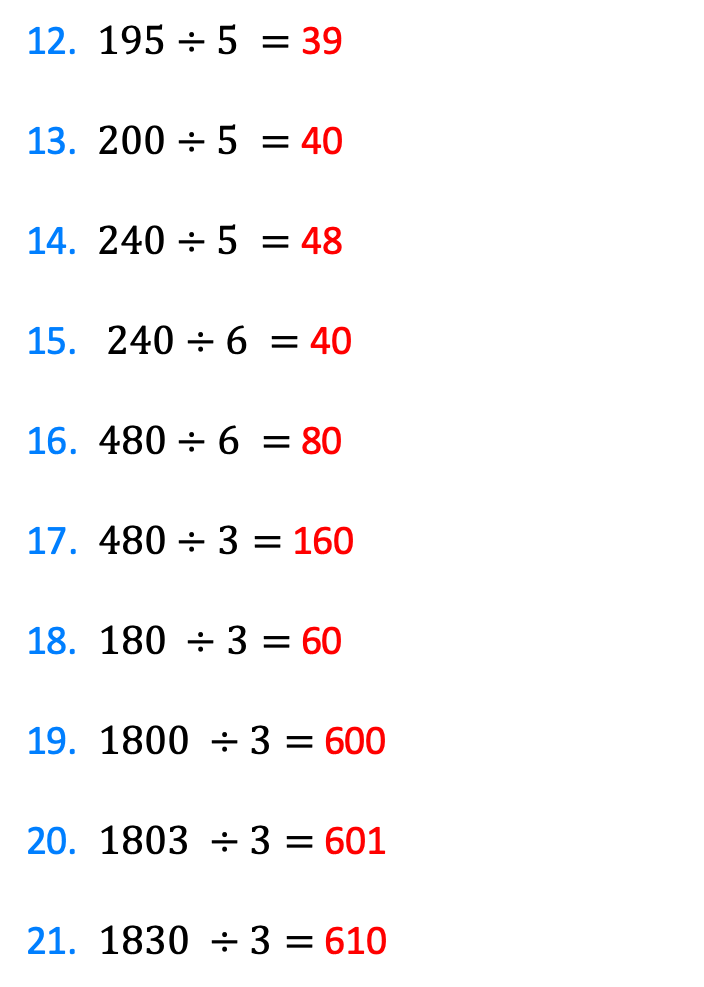 12. 195 ÷ 5 = 39
13. 200 ÷ 5 = 40
14. 240 ÷ 5 = 48
15. 240 ÷ 6 = 40
16. 480 ÷ 6 = 80
17. 480 ÷ 3 = 160
18. 180 ÷ 3 = 60
19. 1800 ÷ 3 = 600
20. 1803 ÷ 3 = 601
21. 1830 ÷ 3 = 610